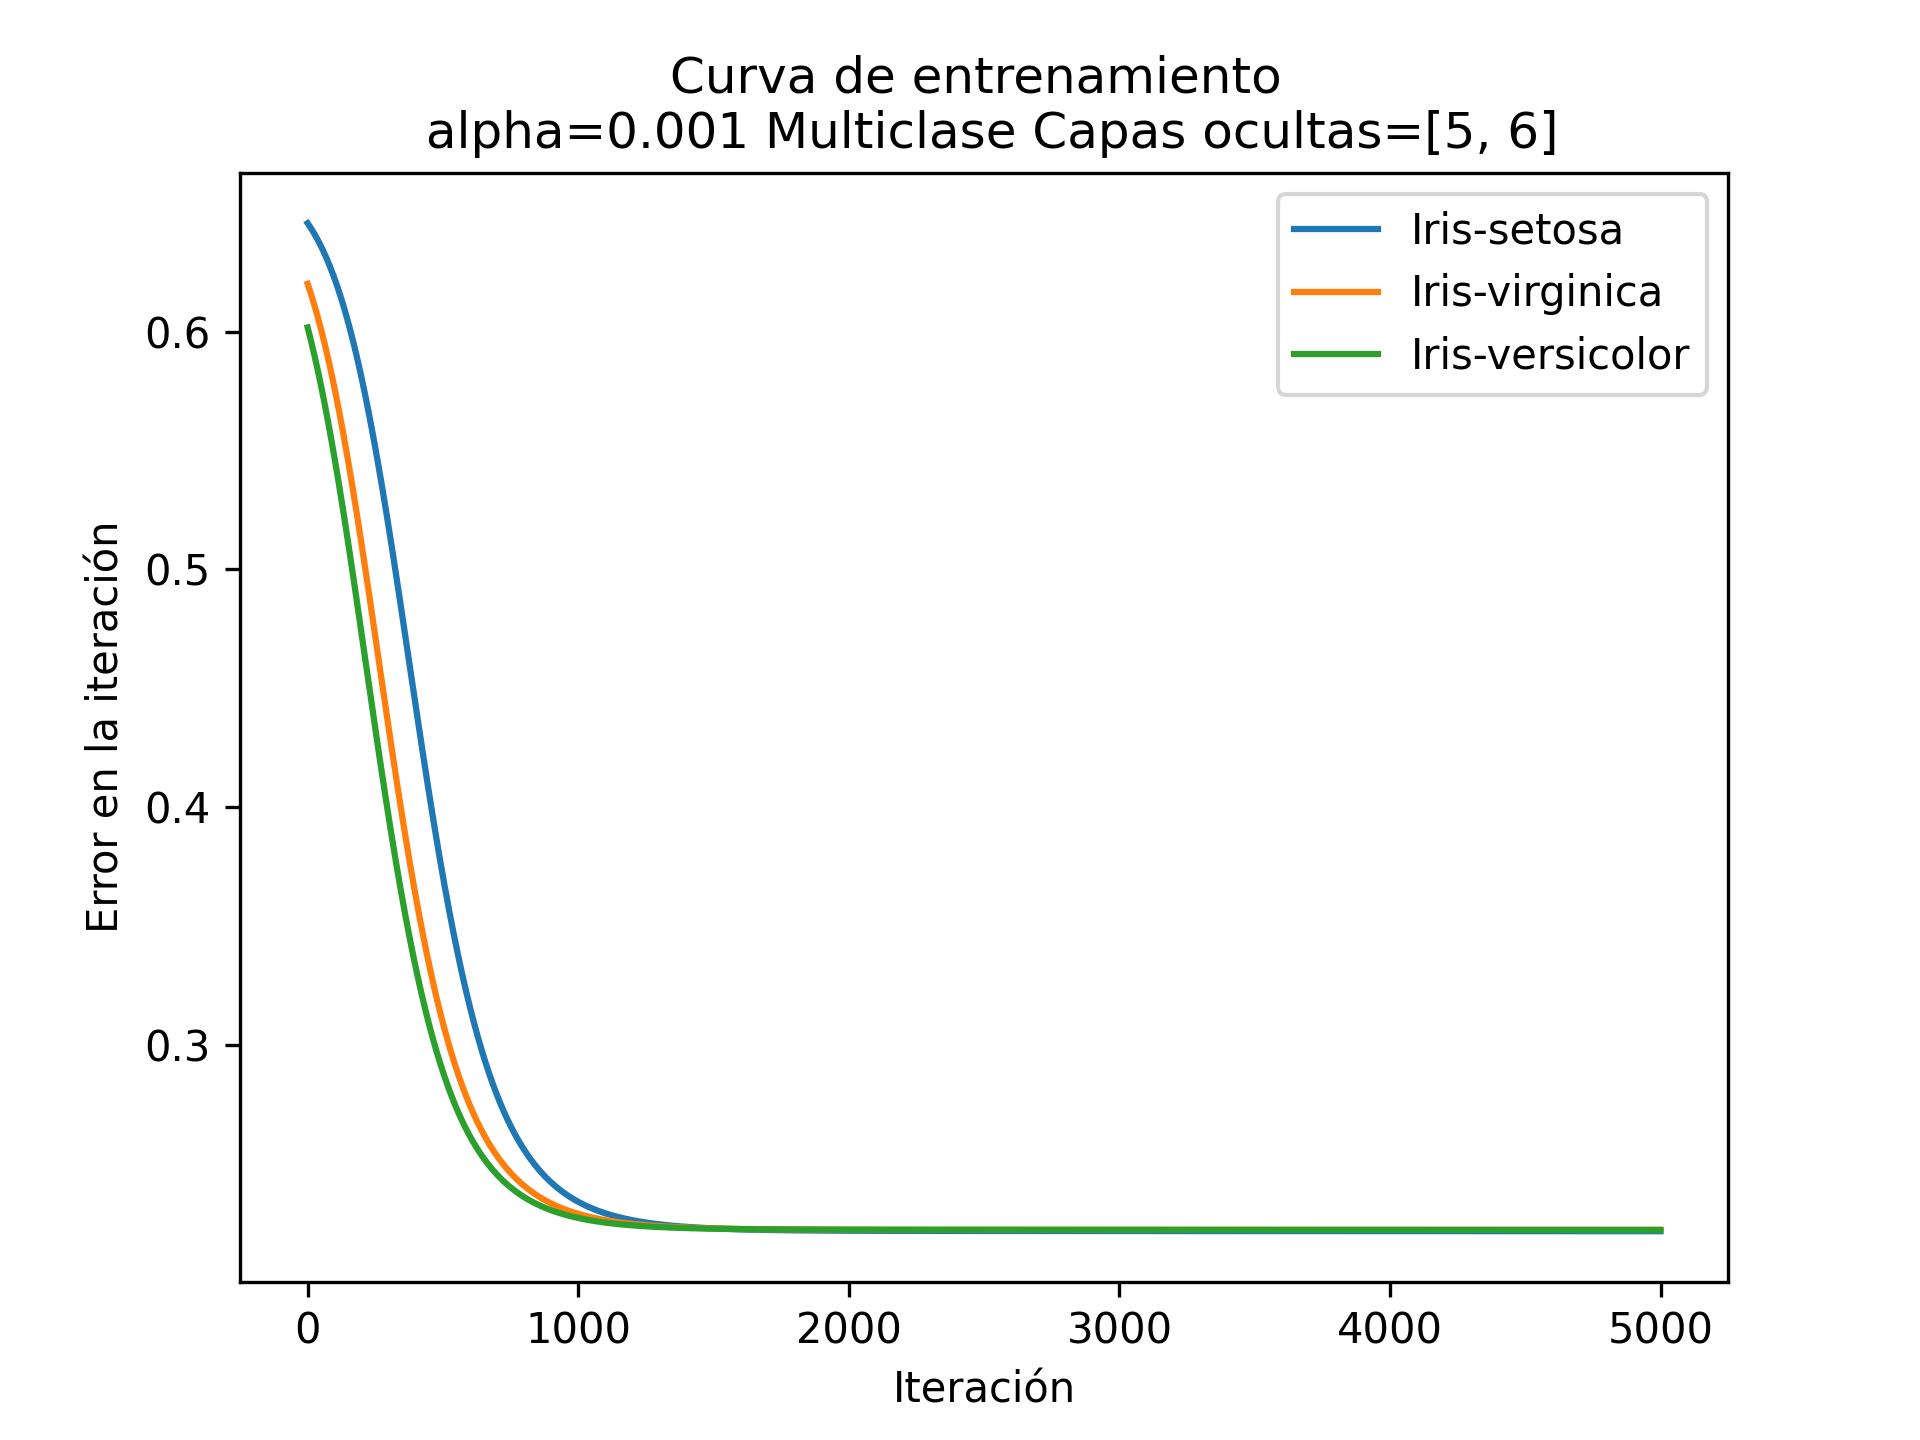 Curva de entrenamiento
alpha=0.001 Multiclase Capas ocultas=[5, 6]
Iris-setosa
Iris-virginica
Iris-versicolor
Error en la iteración
0.6
0.5
0.4
0.3
0 1000 2000 3000 4000 5000
Iteración